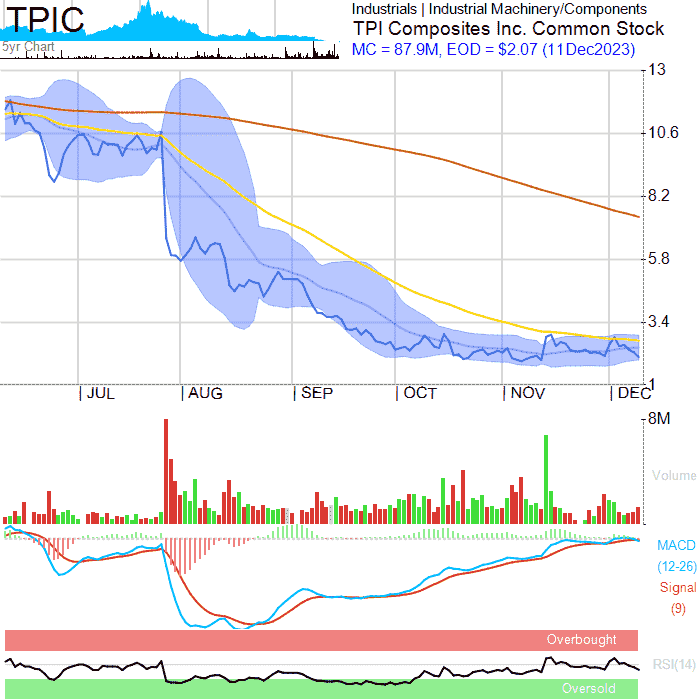 TPIC
5yr Chart
Industrials | Industrial Machinery/Components
TPI Composites Inc. Common Stock
MC = 87.9M, EOD = $2.07 (11Dec2023)
13
10.6
8.2
5.8
3.4
1
JUL
AUG
SEP
OCT
NOV
DEC
8M
Volume
MACD
(12-26)
Signal
(9)
Overbought
RSI(14)
Oversold